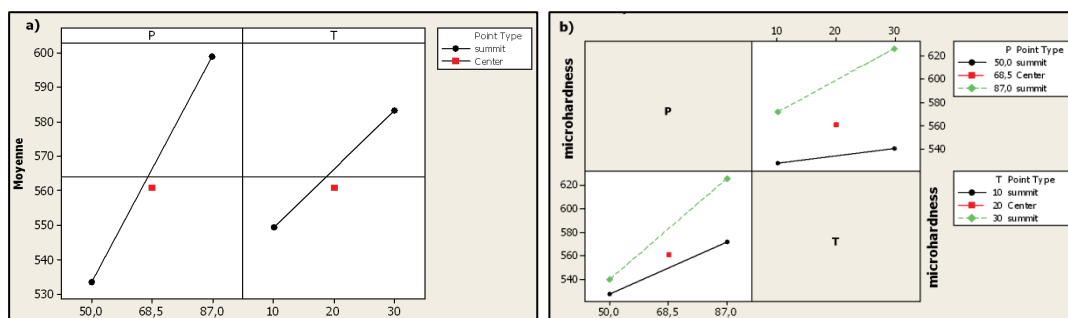 a)
P T
Point Type
summit
Center
Moyenne
600
590
580
570
560
550
540
530
50,0 68,5 87,0 10 20 30
b)
10 20 30
microhardness
P
620
600
580
560
540
P Point Type
50,0 summit
68,5 Center
87,0 summit
620
600
580
560
540
T
microhardness
T Point Type
10 summit
20 Center
30 summit
50,0 68,5 87,0